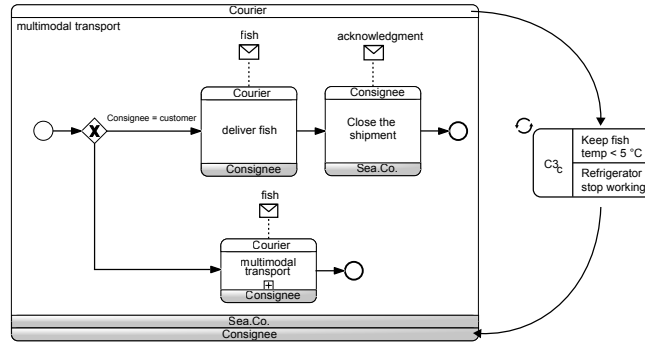 Courier
multimodal transport
fish
acknowledgment
Courier
Consignee
Consignee = customer
X
deliver fish
Close the
shipment
Consignee
Sea.Co.
C3c
Keep fish
temp < 5 °C
Refrigerator
stop working
fish
Courier
multimodal
transport
Consignee
Sea.Co.
Consignee